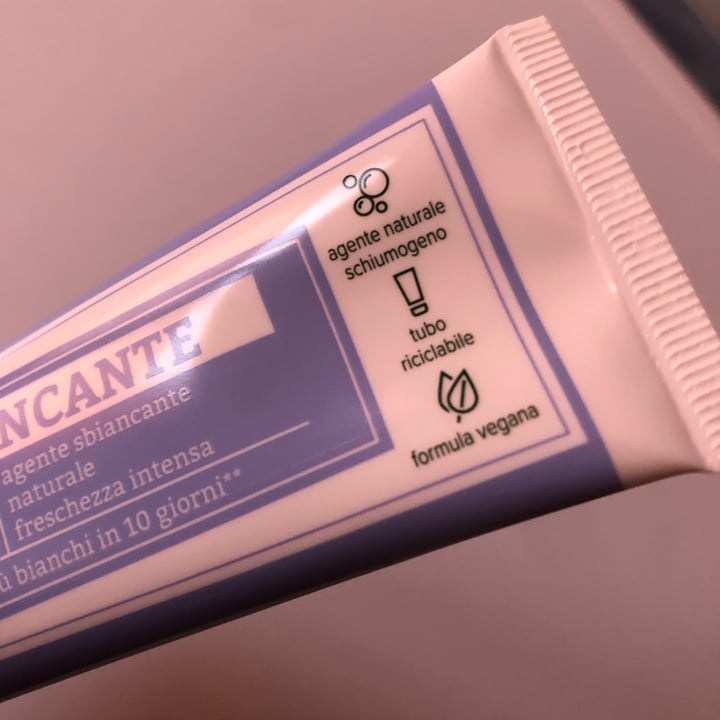 NCANTE
agente sbiancante
naturale
freschezza intensa
ù bianchi in 10 giorni**
agente naturale
schiumogeno
tubo
riciclabile
formula vegana